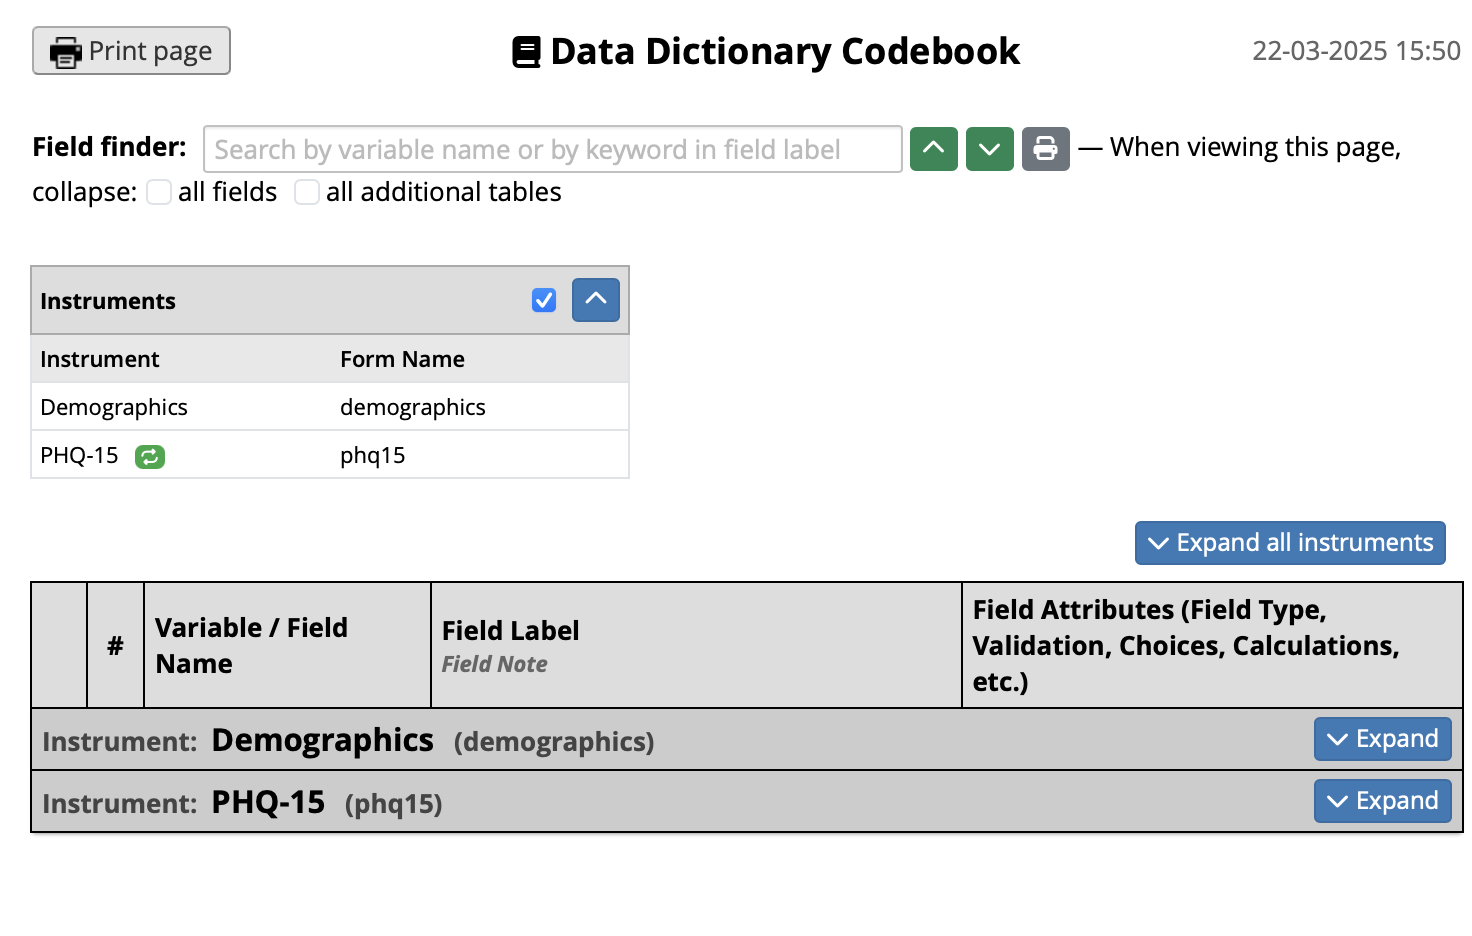 Print page
Data Dictionary Codebook
22-03-2025 15:50
Field finder: Search by variable name or by keyword in field label — When viewing this page,
collapse: all fields all additional tables
Instruments
Instrument Form Name
Demographics demographics
PHQ-15 phq15
Expand all instruments
# Variable / Field Name Field Label Field Note Field Attributes (Field Type, Validation, Choices, Calculations, etc.)
Instrument: Demographics (demographics) Expand
Instrument: PHQ-15 (phq15) Expand